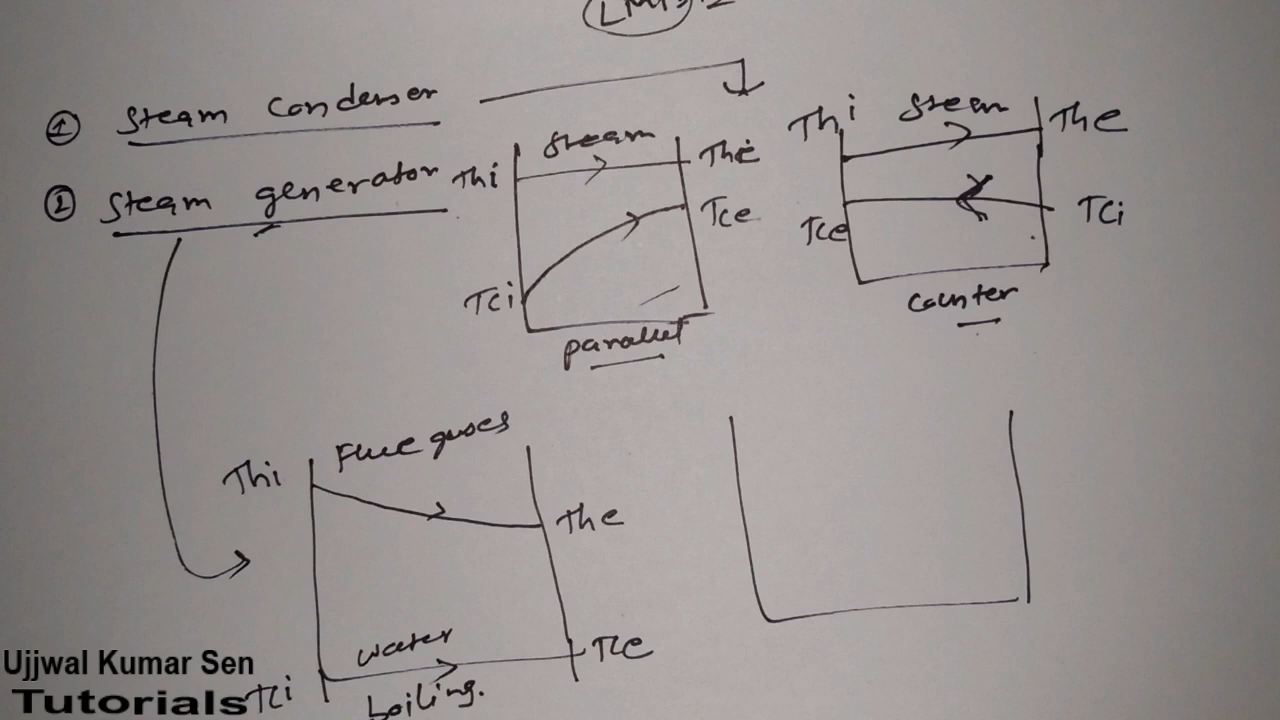 ① Steam Condenser
② Steam generator
Thi
Steam
The
Tci
Tce
parallel
Thi
Steam
The
Tce
Tci
Counter
Thi
Flue gases
The
Tci
water
boiling.
Tce
Ujjwal Kumar Sen
Tutorials